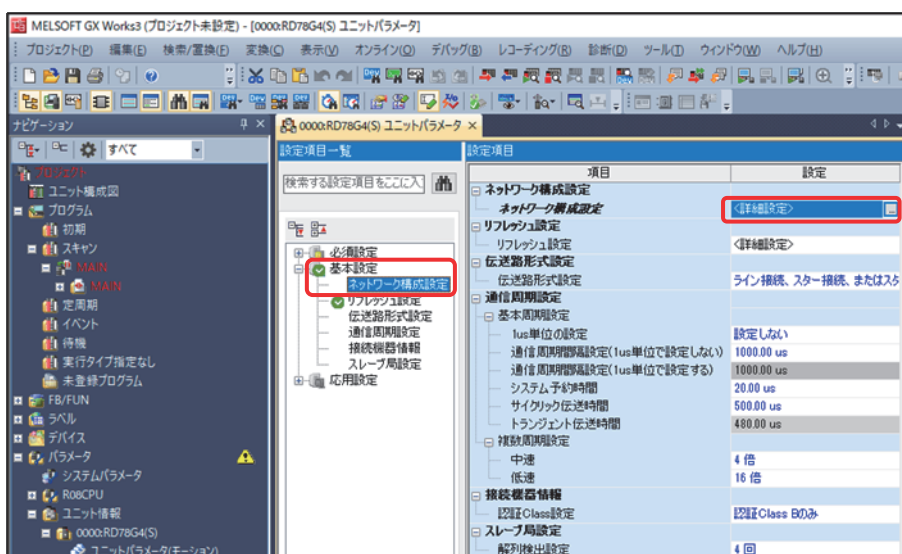 MELSOFT GX Works3 (プロジェクト未設定) - [0000:RD78G4(S) ユニットパラメータ]
プロジェクト(P) 編集(E) 検索/置換(F) 変換(C) 表示(V) オンライン(O) デバッグ(B) レコーディング(R) 診断(D) ツール(T) ウィンドウ(W) ヘルプ(H)
ナビゲーション
すべて
プロジェクト
ユニット構成図
プログラム
初期
スキャン
MAIN
MAIN
定周期
イベント
待機
実行タイプ指定なし
未登録プログラム
FB/FUN
ラベル
デバイス
パラメータ
システムパラメータ
R08CPU
ユニット情報
0000:RD78G4(S)
ユニットパラメータ(モーション)
0000:RD78G4(S) ユニットパラメータ
設定項目一覧
検索する設定項目をここに入
必須設定
基本設定
ネットワーク構成設定
リフレッシュ設定
伝送路形式設定
通信周期設定
接続機器情報
スレーブ局設定
応用設定
設定項目
項目 設定
ネットワーク構成設定
ネットワーク構成設定 <詳細設定>
リフレッシュ設定
リフレッシュ設定 <詳細設定>
伝送路形式設定
伝送路形式設定 ライン接続、スター接続、またはスタ
通信周期設定
基本周期設定
1us単位の設定 設定しない
通信周期間隔設定(1us単位で設定しない) 1000.00 us
通信周期間隔設定(1us単位で設定する) 1000.00 us
システム予約時間 20.00 us
サイクリック伝送時間 500.00 us
トランジェント伝送時間 480.00 us
複数周期設定
中速 4 倍
低速 16 倍
接続機器情報
認証Class設定 認証Class Bのみ
スレーブ局設定
解列検出設定 4 回